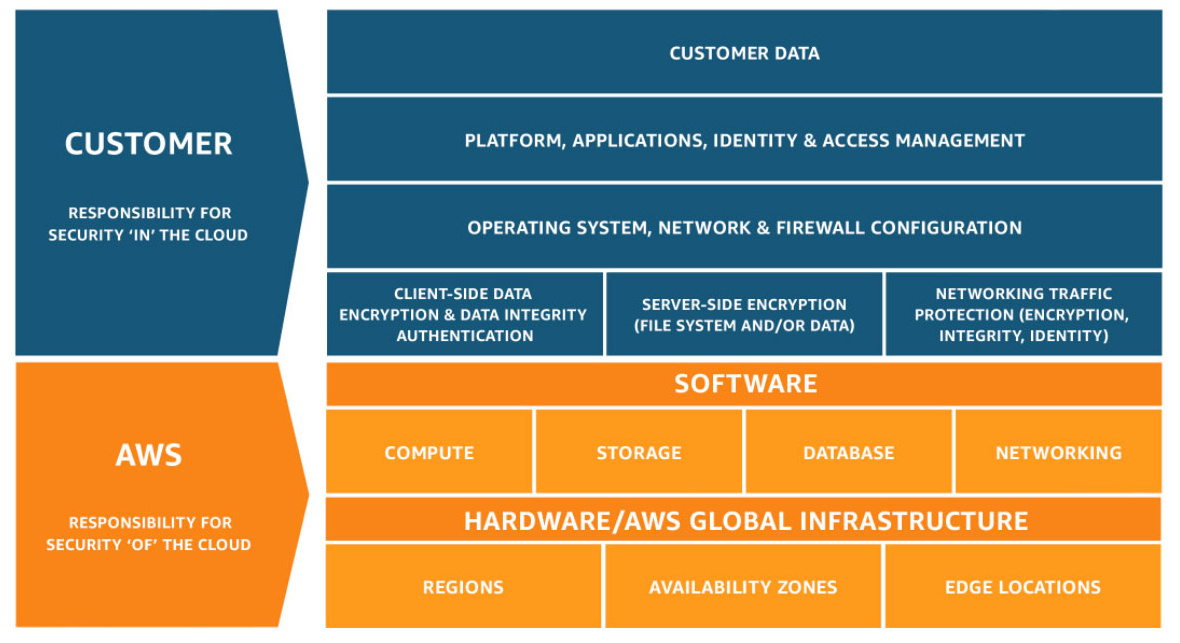 CUSTOMER
RESPONSIBILITY FOR
SECURITY ‘IN’ THE CLOUD
CUSTOMER DATA
PLATFORM, APPLICATIONS, IDENTITY & ACCESS MANAGEMENT
OPERATING SYSTEM, NETWORK & FIREWALL CONFIGURATION
CLIENT-SIDE DATA
ENCRYPTION & DATA INTEGRITY
AUTHENTICATION
SERVER-SIDE ENCRYPTION
(FILE SYSTEM AND/OR DATA)
NETWORKING TRAFFIC
PROTECTION (ENCRYPTION,
INTEGRITY, IDENTITY)
AWS
RESPONSIBILITY FOR
SECURITY ‘OF’ THE CLOUD
SOFTWARE
COMPUTE
STORAGE
DATABASE
NETWORKING
HARDWARE/AWS GLOBAL INFRASTRUCTURE
REGIONS
AVAILABILITY ZONES
EDGE LOCATIONS